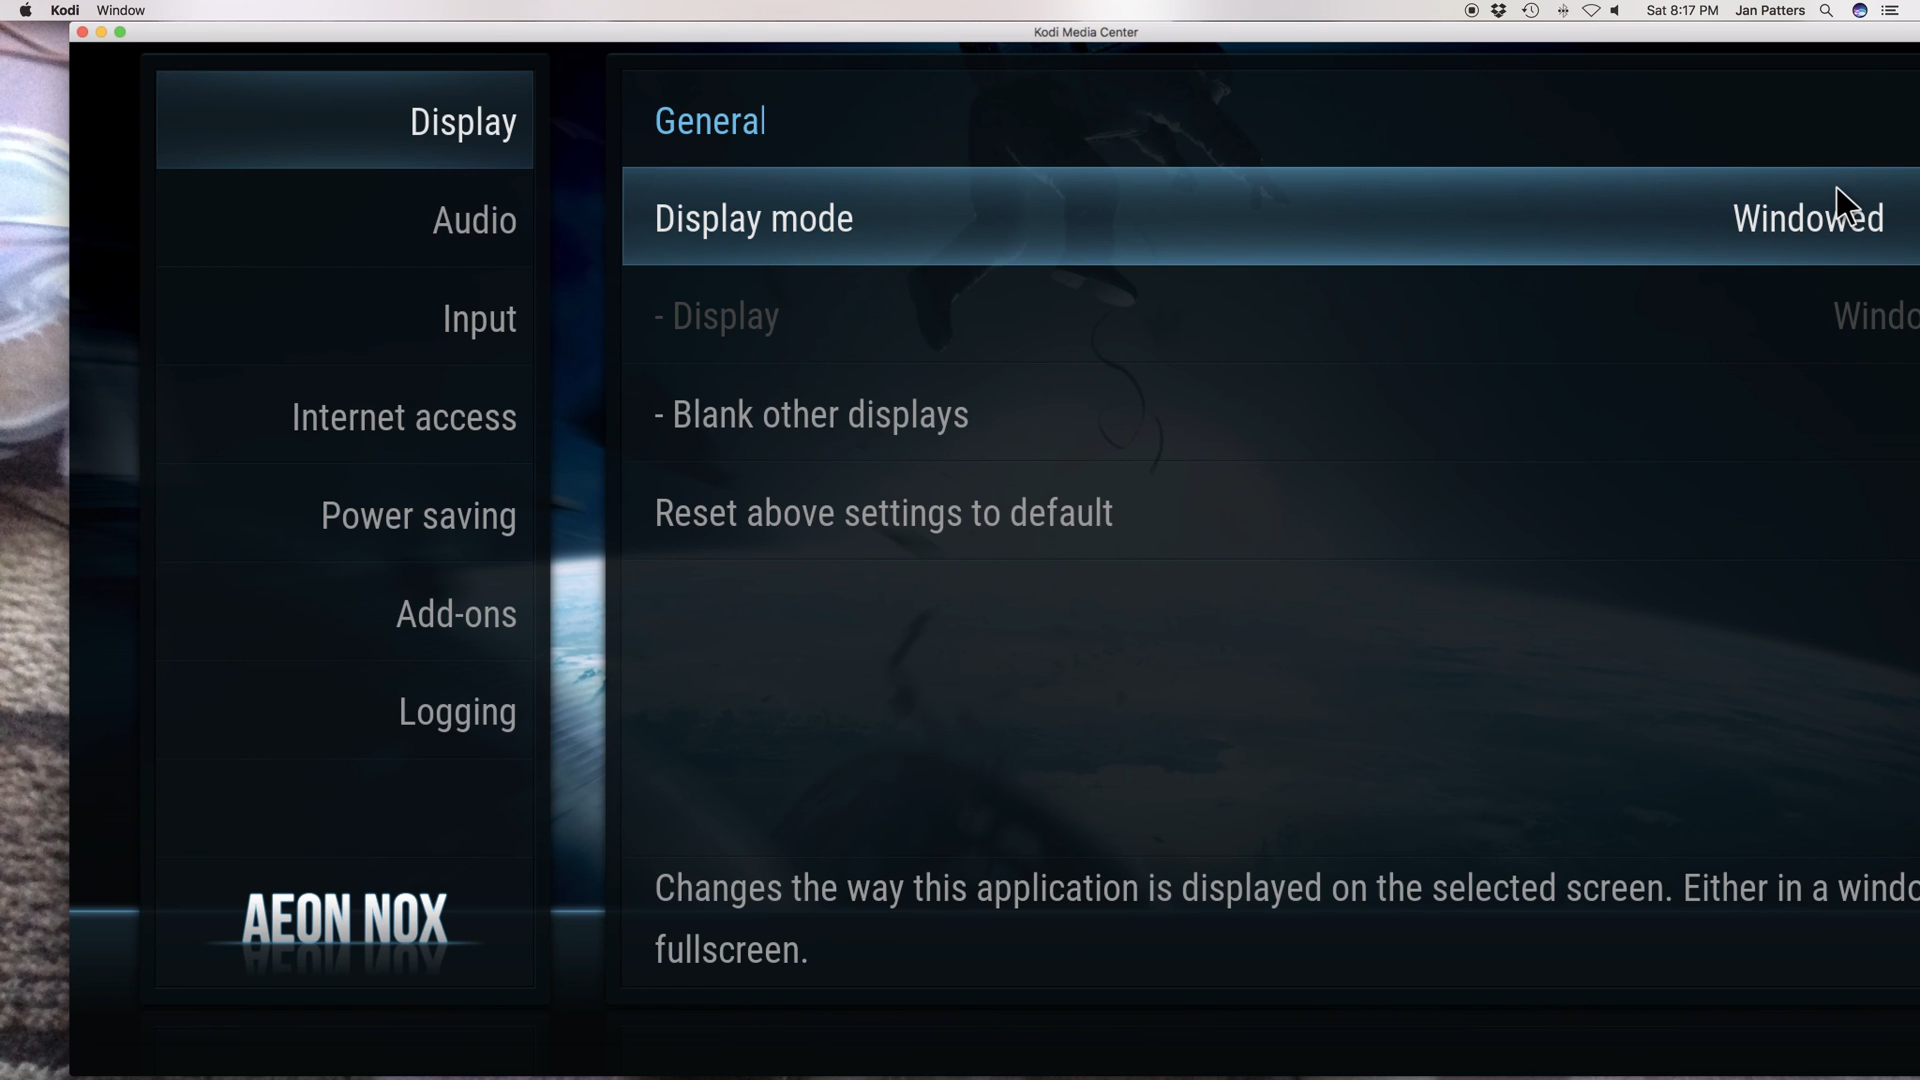 Kodi Window
Sat 8:17 PM Jan Patters
Kodi Media Center
Display
Audio
Input
Internet access
Power saving
Add-ons
Logging
AEON NOX
General
Display mode Windowed
- Display Windo
- Blank other displays
Reset above settings to default
Changes the way this application is displayed on the selected screen. Either in a windo
fullscreen.